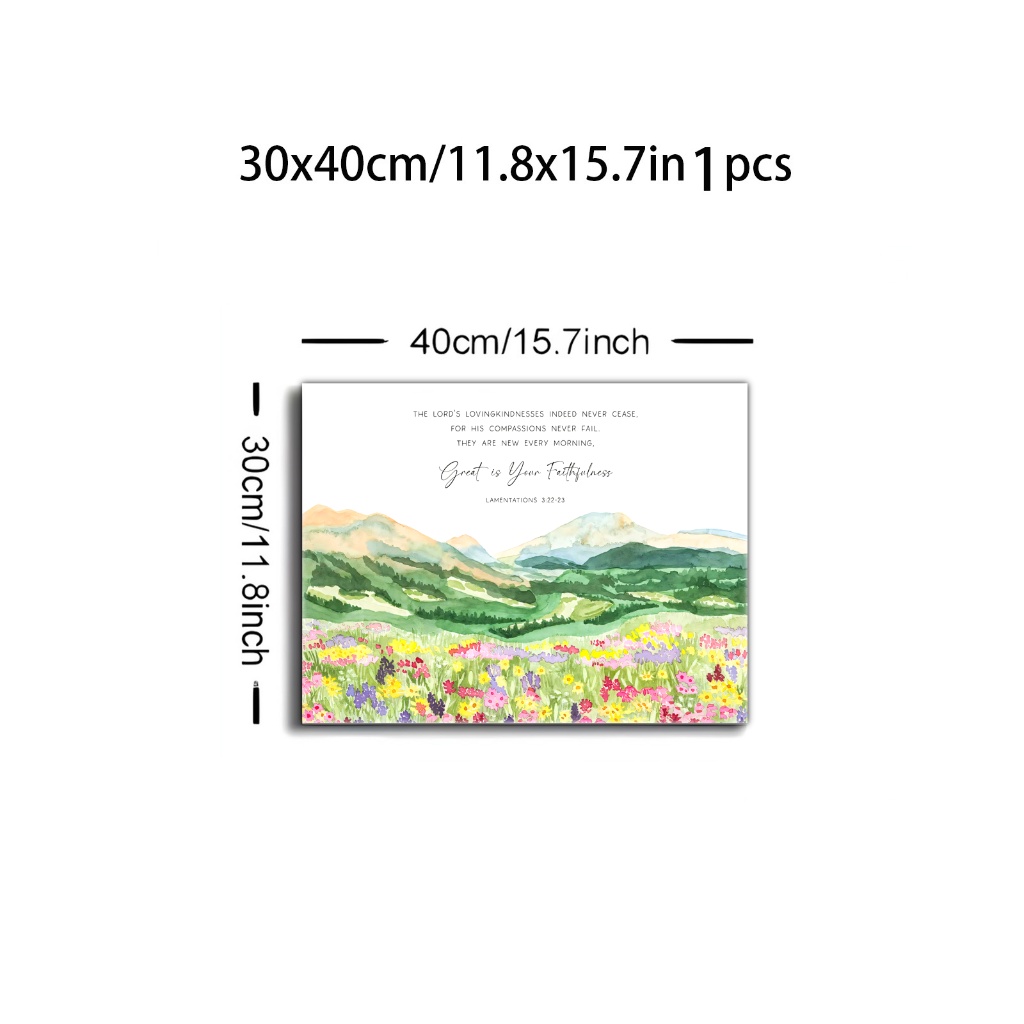 30x40cm/11.8x15.7in 1 pcs
40cm/15.7inch
30cm/11.8inch
THE LORD'S LOVINGKINDNESSES INDEED NEVER CEASE,
FOR HIS COMPASSIONS NEVER FAIL.
THEY ARE NEW EVERY MORNING,
Great is Your Faithfulness
LAMENTATIONS 3:22-23